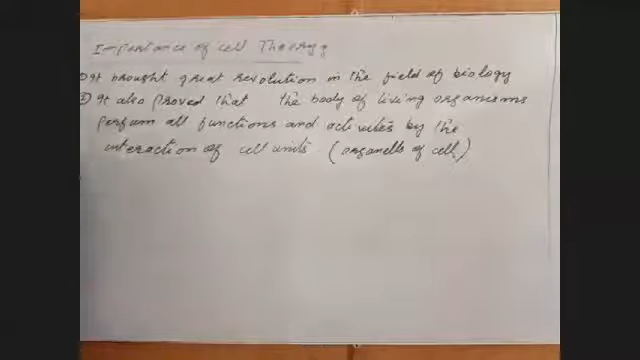 Importance of cell Theory?
① It brought great revolution in the field of biology
② It also proved that the body of living organisms
perform all functions and activites by the
interaction of cell units. (organells of cell)